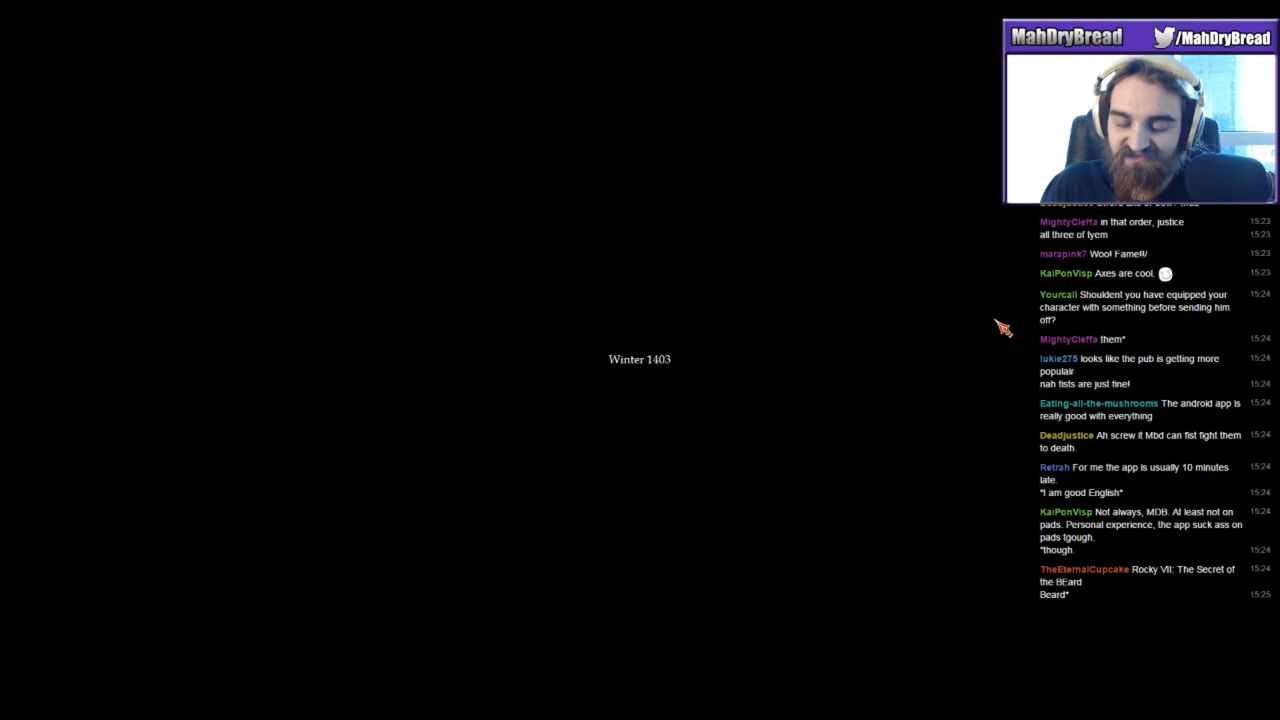 MahDryBread /MahDryBread
MightyCleffa in that order, justice 15:23
all three of tyem 15:23
marapink7 Woo! Fame!!/ 15:23
KaiPonVisp Axes are cool. 15:23
Yourcall Shouldent you have equipped your 15:24
character with something before sending him
off?
MightyCleffa them* 15:24
Winter 1403
lukie275 looks like the pub is getting more 15:24
populair
nah fists are just fine! 15:24
Eating-all-the-mushrooms The android app is 15:24
really good with everything
Deadjustice Ah screw it Mbd can fist fight them 15:24
to death.
Retrah For me the app is usually 10 minutes 15:24
late.
*I am good English* 15:24
KaiPonVisp Not always, MDB. At least not on 15:24
pads. Personal experience, the app suck ass on
pads tgough.
*though. 15:24
TheEternalCupcake Rocky VII: The Secret of 15:24
the BEard
Beard* 15:25